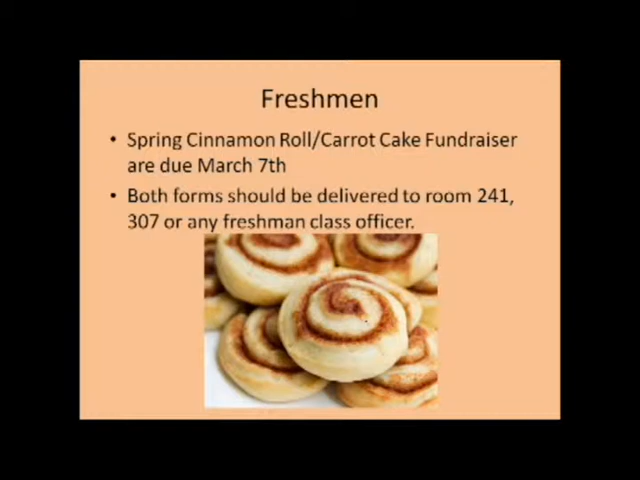 Freshmen
• Spring Cinnamon Roll/Carrot Cake Fundraiser
are due March 7th
• Both forms should be delivered to room 241,
307 or any freshman class officer.